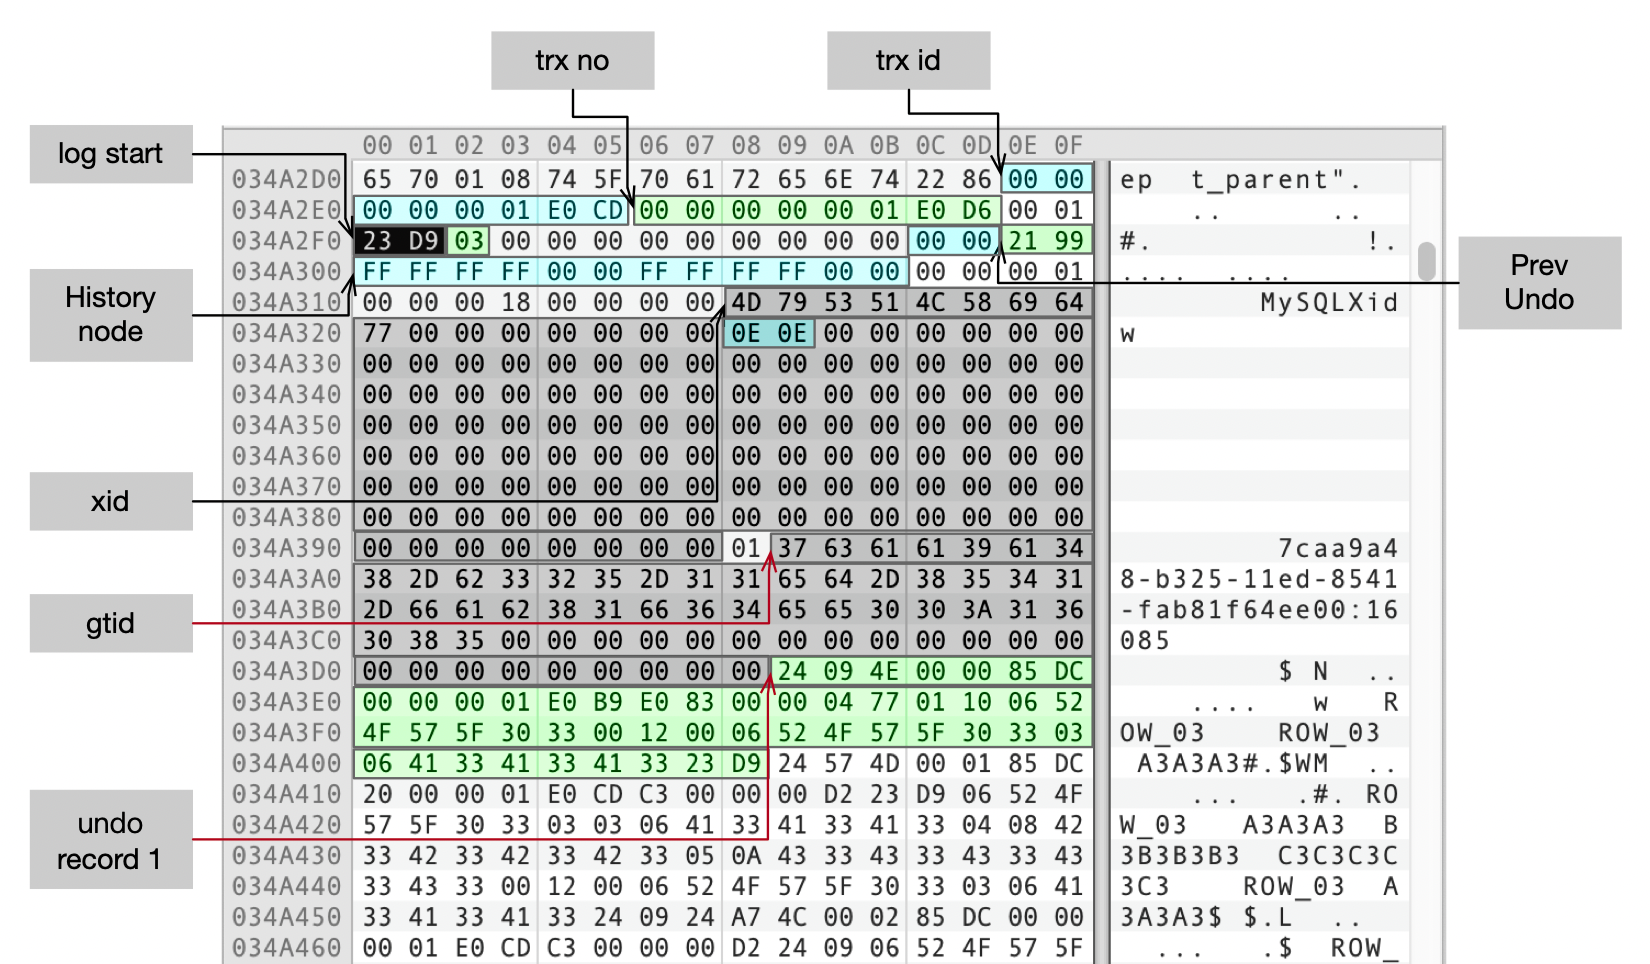 trx no
trx id
log start
History
node
xid
gtid
undo
record 1
Prev
Undo
00 01 02 03 04 05 06 07 08 09 0A 0B 0C 0D 0E 0F
034A2D0 65 70 01 08 74 5F 70 61 72 65 6E 74 22 86 00 00 ep t_parent".
034A2E0 00 00 00 01 E0 CD 00 00 00 00 00 01 E0 D6 00 01 .. ..
034A2F0 23 D9 03 00 00 00 00 00 00 00 00 00 00 00 21 99 #. !.
034A300 FF FF FF FF 00 00 FF FF FF FF 00 00 00 00 00 01 .... ....
034A310 00 00 00 18 00 00 00 00 4D 79 53 51 4C 58 69 64 MySQLXid
034A320 77 00 00 00 00 00 00 00 0E 0E 00 00 00 00 00 00 w
034A330 00 00 00 00 00 00 00 00 00 00 00 00 00 00 00 00
034A340 00 00 00 00 00 00 00 00 00 00 00 00 00 00 00 00
034A350 00 00 00 00 00 00 00 00 00 00 00 00 00 00 00 00
034A360 00 00 00 00 00 00 00 00 00 00 00 00 00 00 00 00
034A370 00 00 00 00 00 00 00 00 00 00 00 00 00 00 00 00
034A380 00 00 00 00 00 00 00 00 00 00 00 00 00 00 00 00
034A390 00 00 00 00 00 00 00 00 01 37 63 61 61 39 61 34 7caa9a4
034A3A0 38 2D 62 33 32 35 2D 31 31 65 64 2D 38 35 34 31 8-b325-11ed-8541
034A3B0 2D 66 61 62 38 31 66 36 34 65 65 30 30 3A 31 36 -fab81f64ee00:16
034A3C0 30 38 35 00 00 00 00 00 00 00 00 00 00 00 00 00 085
034A3D0 00 00 00 00 00 00 00 00 00 24 09 4E 00 00 85 DC $ N ..
034A3E0 00 00 00 01 E0 B9 E0 83 00 00 04 77 01 10 06 52 .... w R
034A3F0 4F 57 5F 30 33 00 12 00 06 52 4F 57 5F 30 33 03 OW_03 ROW_03
034A400 06 41 33 41 33 41 33 23 D9 24 57 4D 00 01 85 DC A3A3A3#.$WM ..
034A410 20 00 00 01 E0 CD C3 00 00 00 D2 23 D9 06 52 4F ... .#. RO
034A420 57 5F 30 33 03 03 06 41 33 41 33 41 33 04 08 42 W_03 A3A3A3 B
034A430 33 42 33 42 33 42 33 05 0A 43 33 43 33 43 33 43 3B3B3B3 C3C3C3C
034A440 33 43 33 00 12 00 06 52 4F 57 5F 30 33 03 06 41 3C3 ROW_03 A
034A450 33 41 33 41 33 24 09 24 A7 4C 00 02 85 DC 00 00 3A3A3$ $.L ..
034A460 00 01 E0 CD C3 00 00 00 D2 24 09 06 52 4F 57 5F ... .$ ROW_